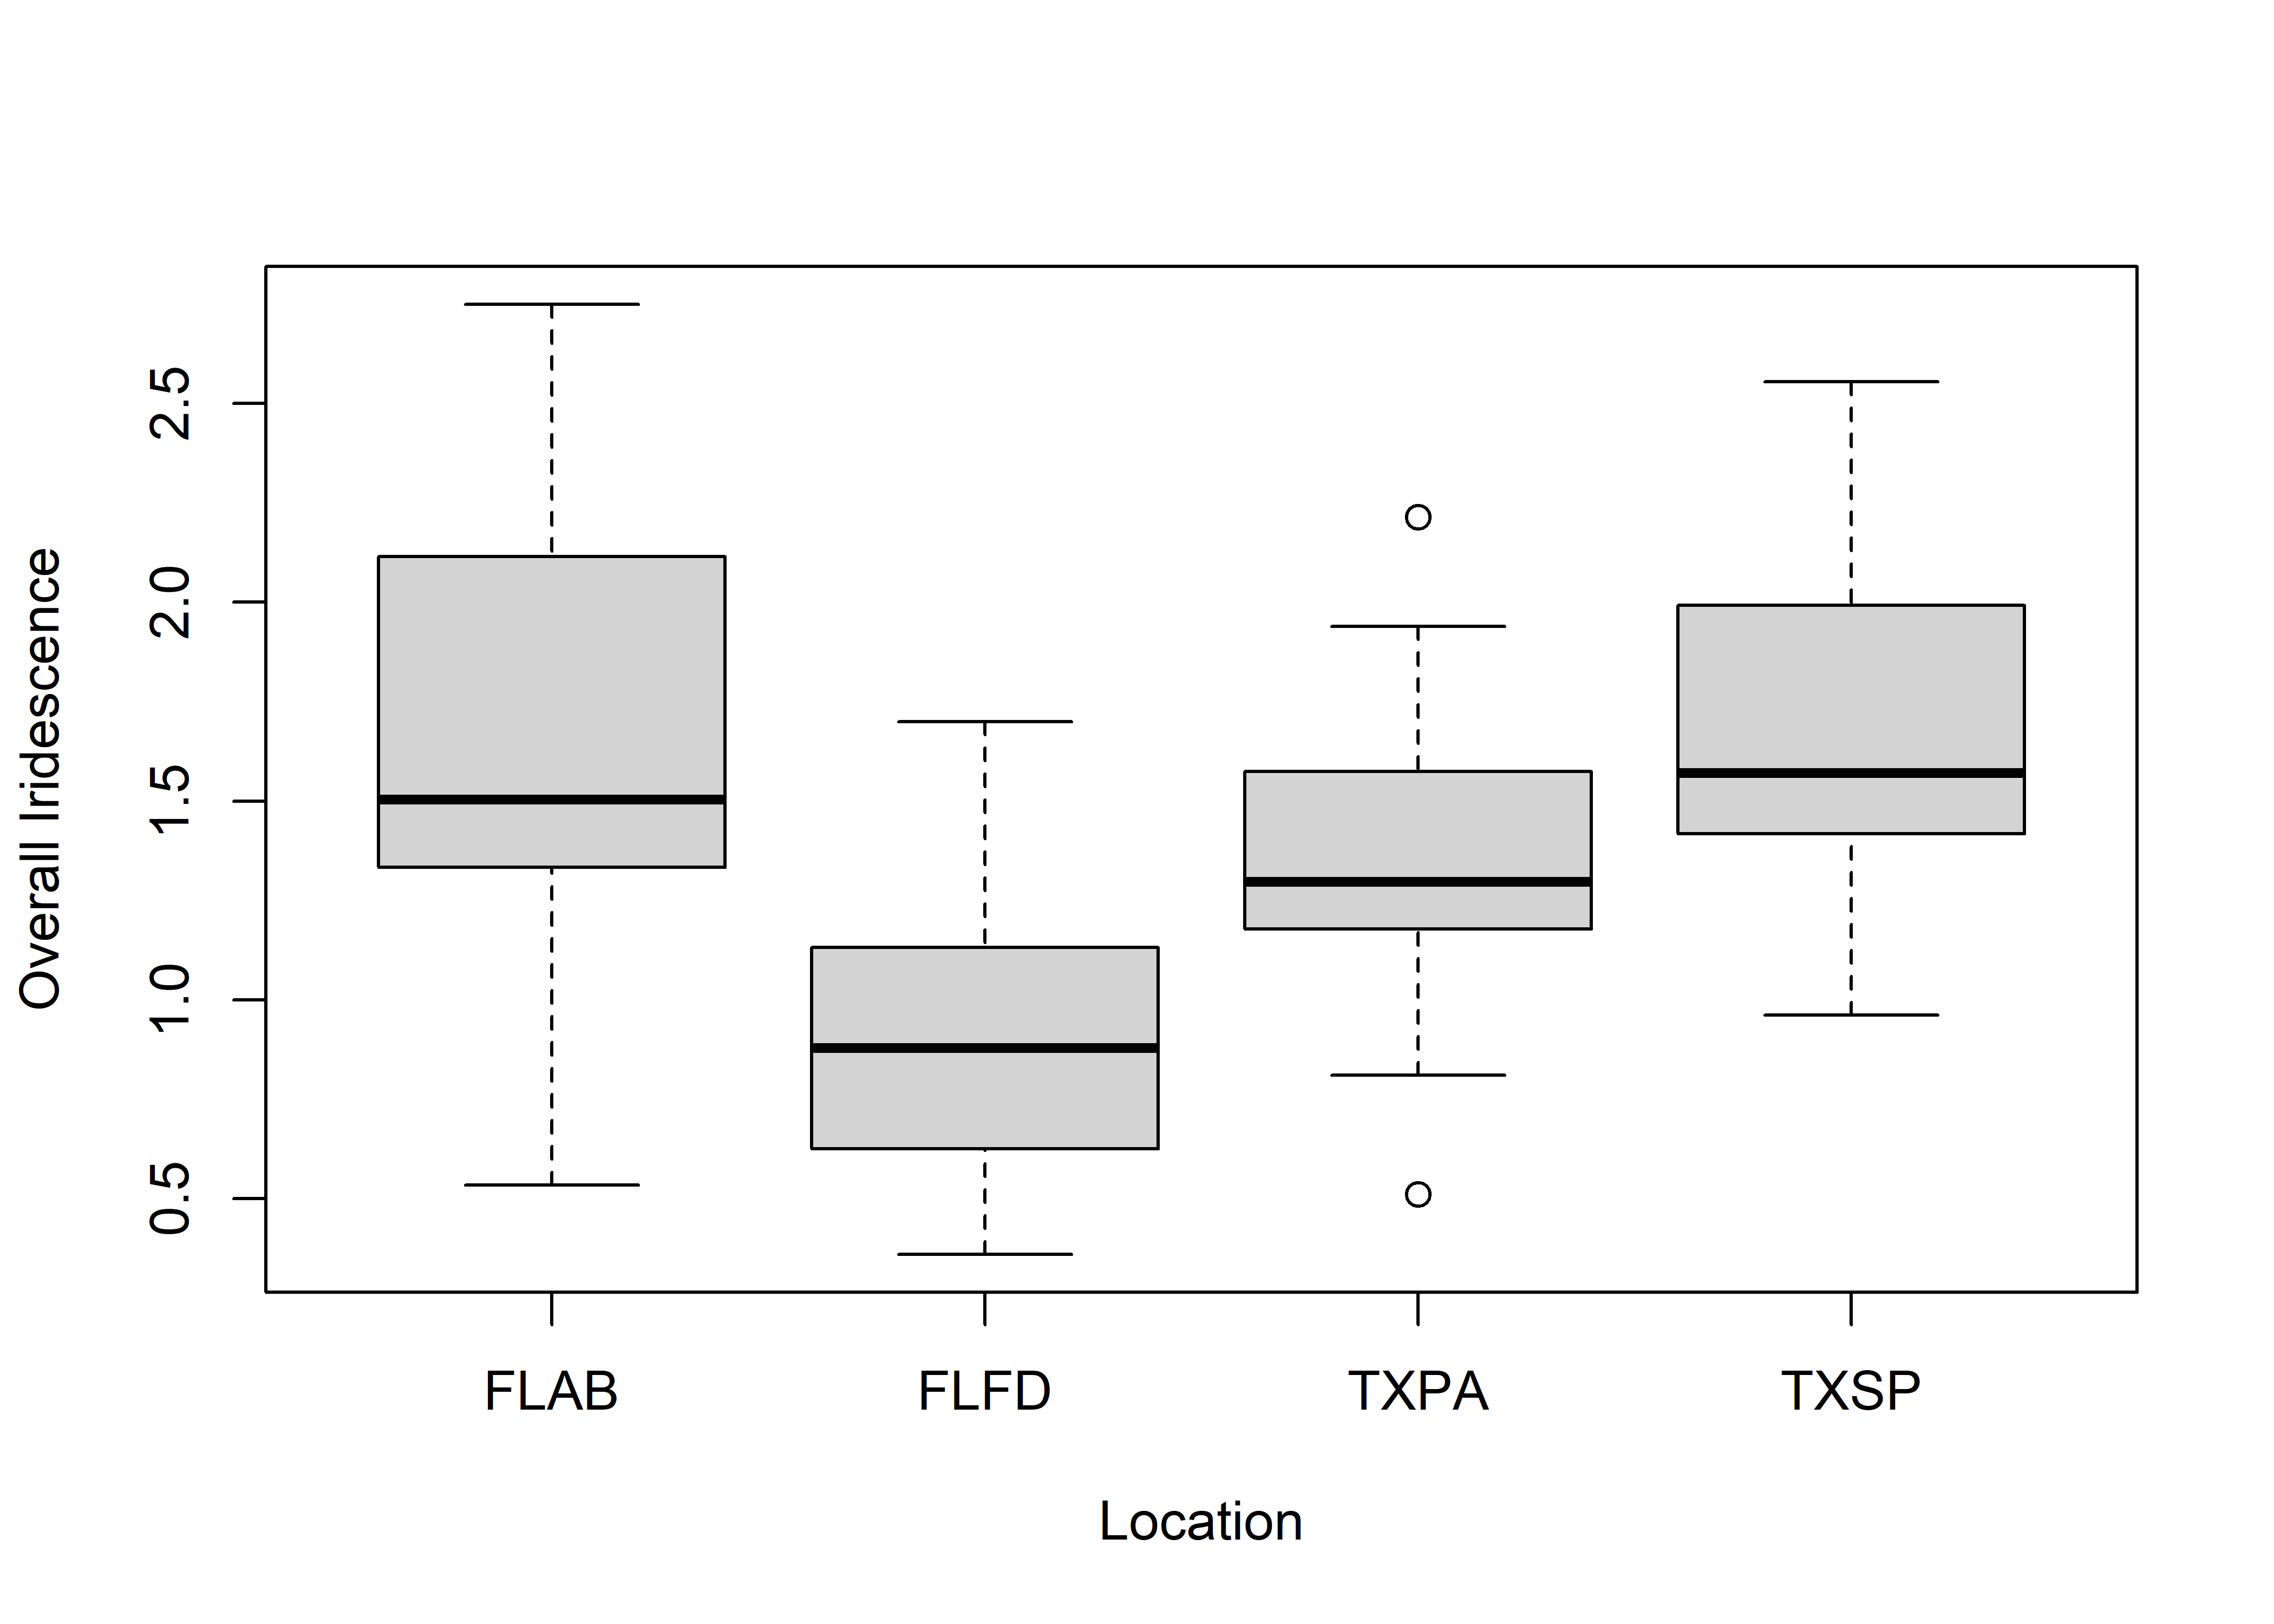 Overall Iridescence
2.5
2.0
1.5
1.0
0.5
FLAB FLFD TXPA TXSP
Location